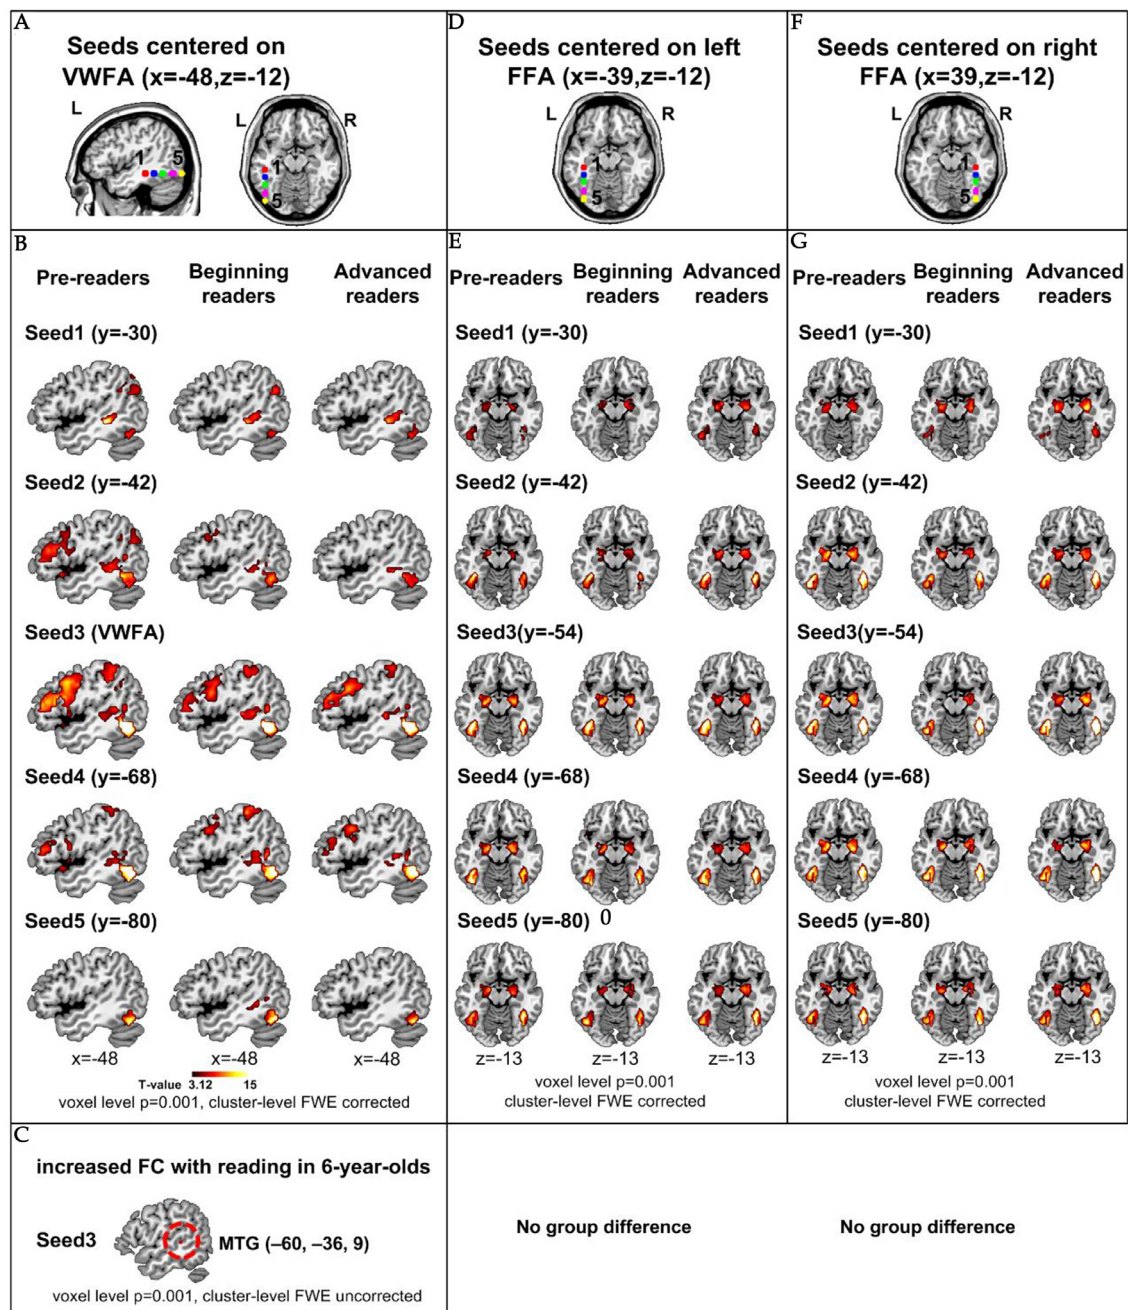 A
Seeds centered on
VWFA (x=-48,z=-12)
L
L
R
1
5
1
5
D
Seeds centered on left
FFA (x=-39,z=-12)
L
R
1
5
F
Seeds centered on right
FFA (x=39,z=-12)
L
R
1
5
B
Pre-readers
Beginning
readers
Advanced
readers
Seed1 (y=-30)
Seed2 (y=-42)
Seed3 (VWFA)
Seed4 (y=-68)
Seed5 (y=-80)
x=-48
x=-48
x=-48
T-value 3.12 15
voxel level p=0.001, cluster-level FWE corrected
E
Pre-readers
Beginning
readers
Advanced
readers
Seed1 (y=-30)
Seed2 (y=-42)
Seed3(y=-54)
Seed4 (y=-68)
Seed5 (y=-80) 0
z=-13
z=-13
z=-13
voxel level p=0.001
cluster-level FWE corrected
G
Pre-readers
Beginning
readers
Advanced
readers
Seed1 (y=-30)
Seed2 (y=-42)
Seed3(y=-54)
Seed4 (y=-68)
Seed5 (y=-80)
z=-13
z=-13
z=-13
voxel level p=0.001
cluster-level FWE corrected
C
increased FC with reading in 6-year-olds
Seed3
MTG (–60, –36, 9)
voxel level p=0.001, cluster-level FWE uncorrected
No group difference
No group difference